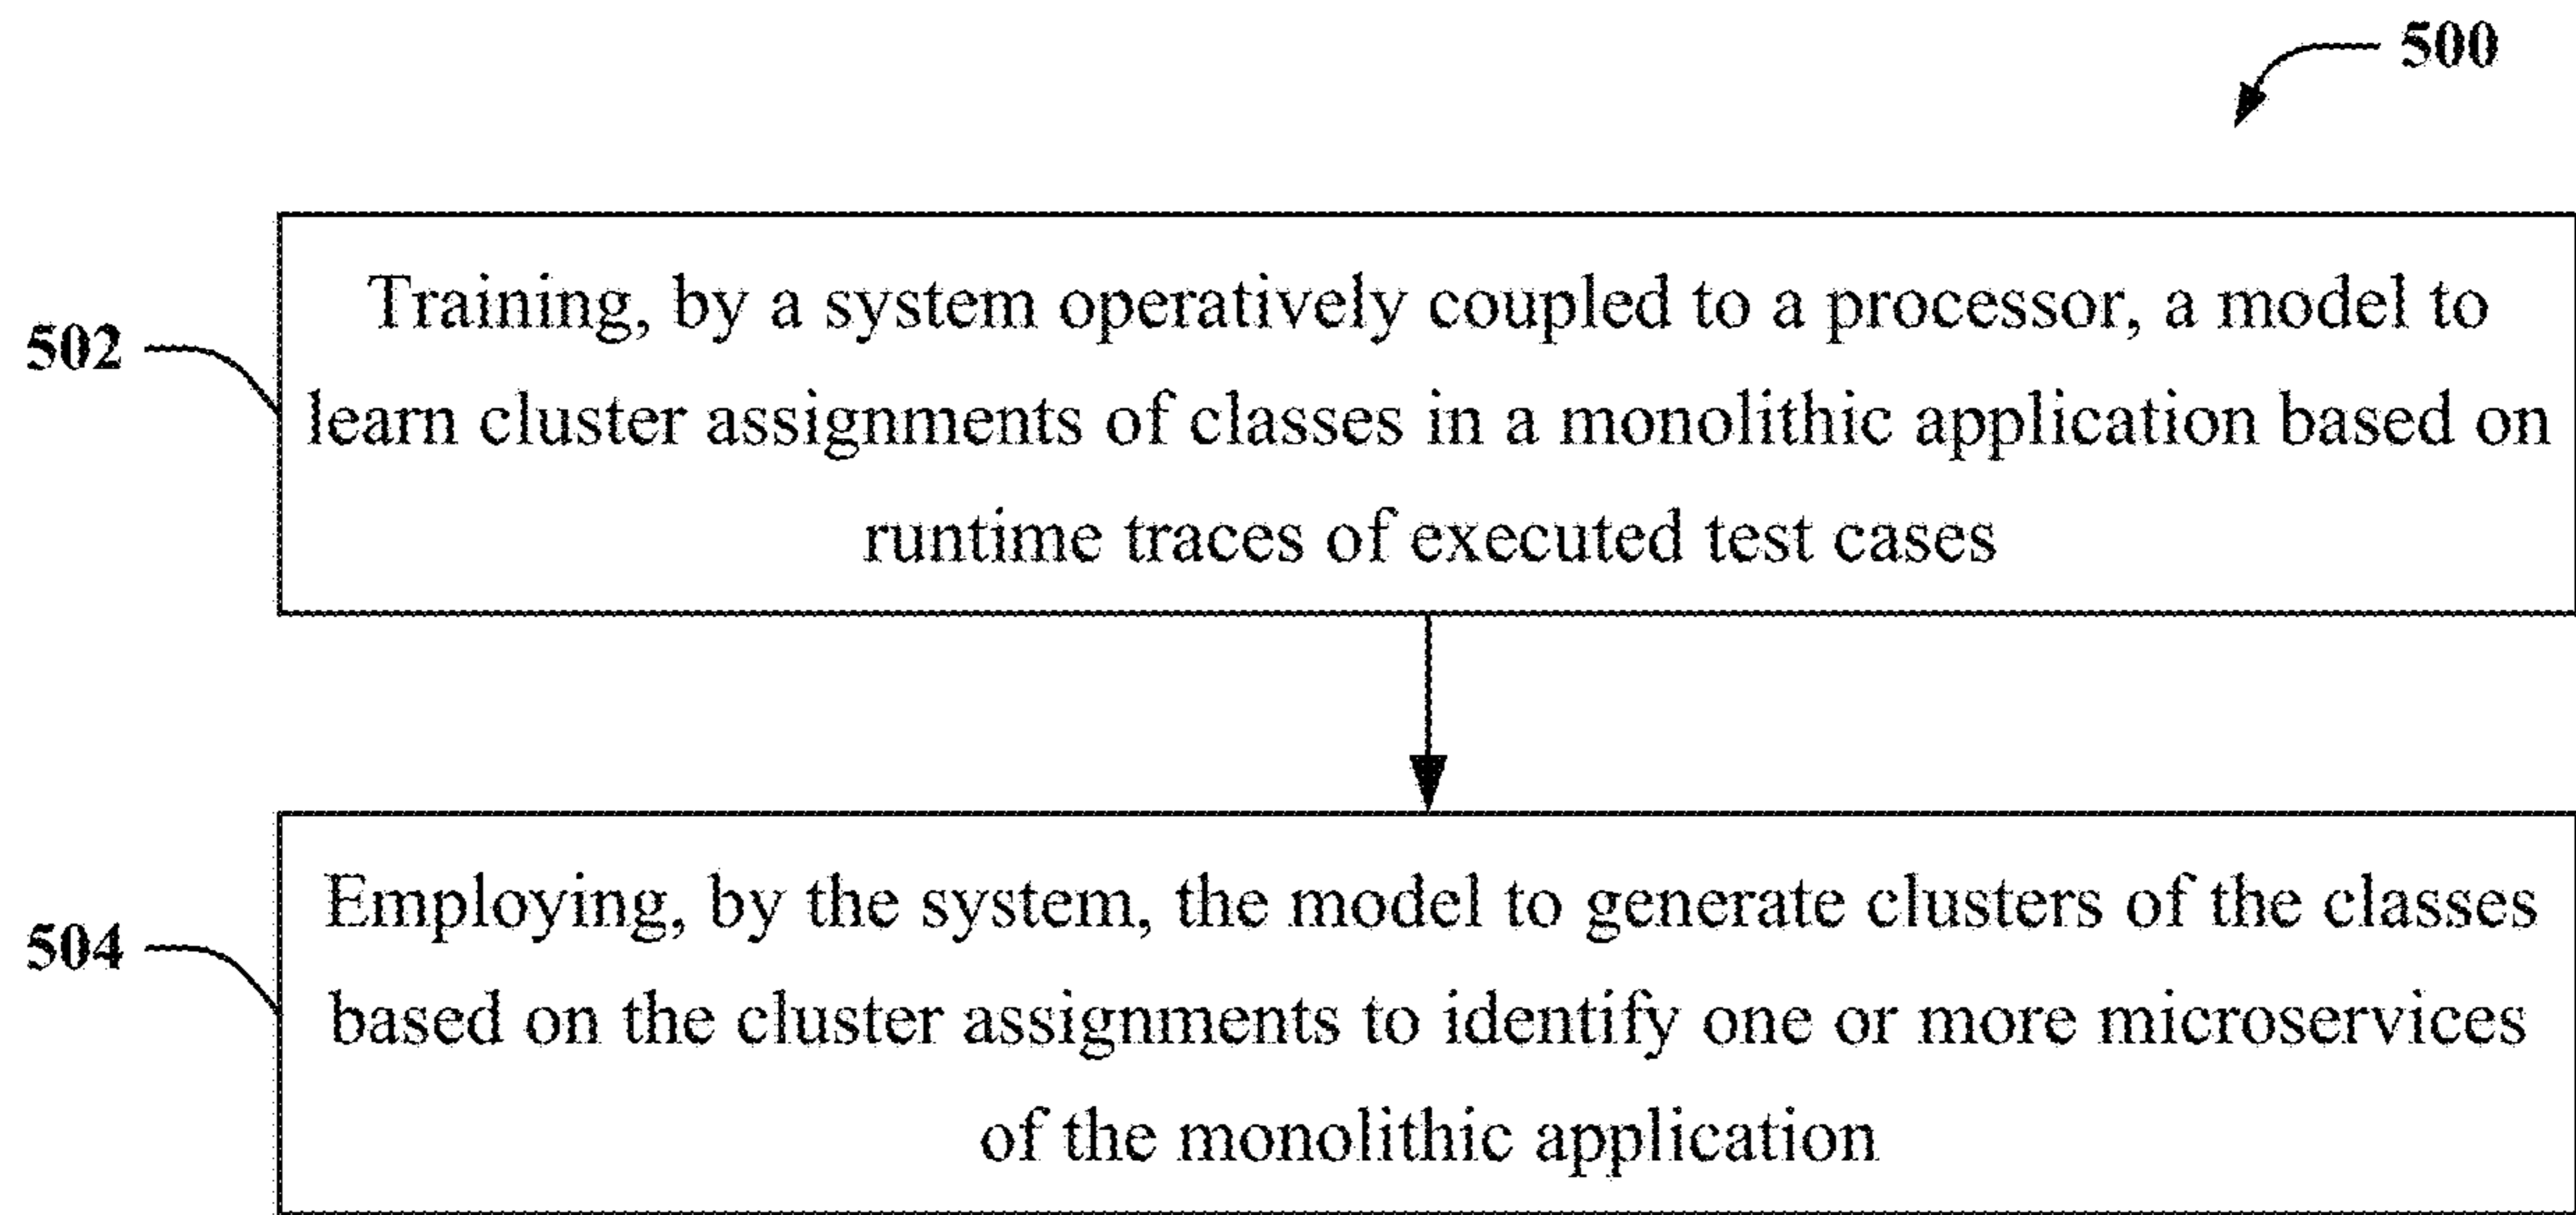 500
502
Training, by a system operatively coupled to a processor, a model to
learn cluster assignments of classes in a monolithic application based on
runtime traces of executed test cases
504
Employing, by the system, the model to generate clusters of the classes
based on the cluster assignments to identify one or more microservices
of the monolithic application